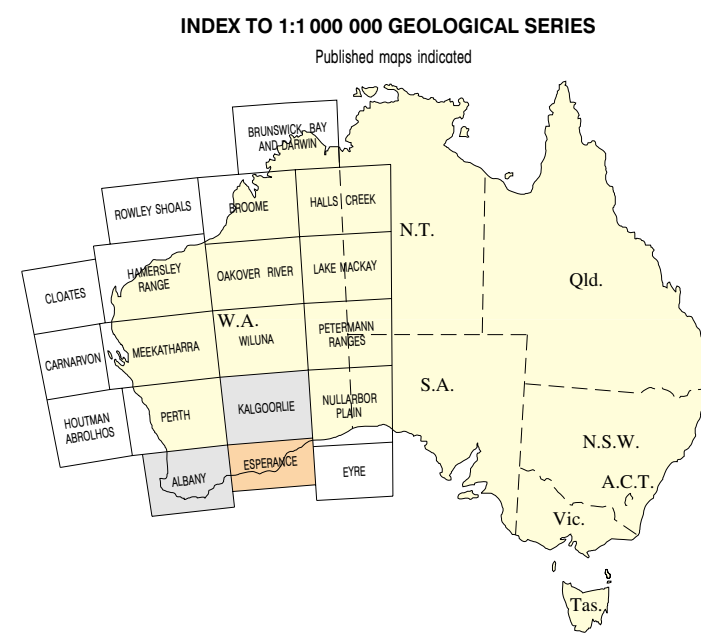 INDEX TO 1:1 000 000 GEOLOGICAL SERIES
Published maps indicated
BRUNSWICK BAY
AND DARWIN
ROWLEY SHOALS
BROOME
HALLS CREEK
N.T.
CLOATES
HAMERSLEY
RANGE
OAKOVER RIVER
LAKE MACKAY
Qld.
W.A.
CARNARVON
MEEKATHARRA
WILUNA
PETERMANN
RANGES
S.A.
HOUTMAN
ABROLHOS
PERTH
KALGOORLIE
NULLARBOR
PLAIN
N.S.W.
ALBANY
ESPERANCE
EYRE
A.C.T.
Vic.
Tas.